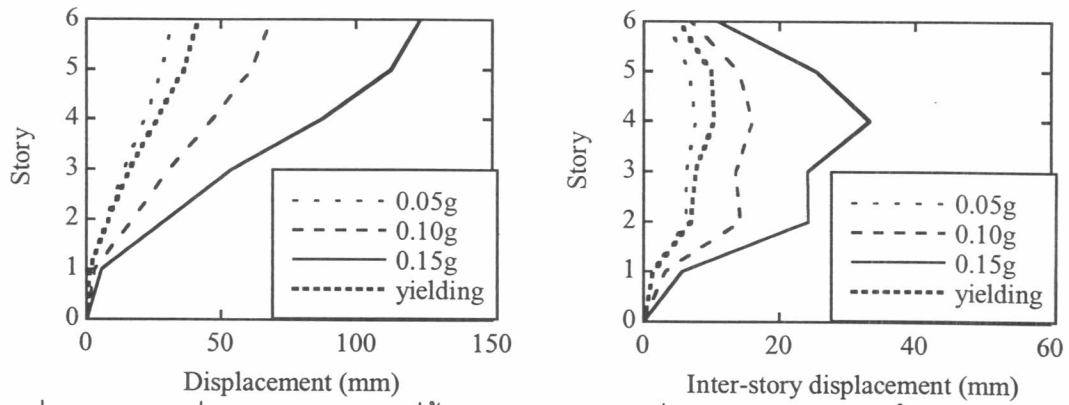 6
5
4
3
2
1
0
Story
0.05g
0.10g
0.15g
yielding
0 50 100 150
Displacement (mm)
6
5
4
3
2
1
0
Story
0.05g
0.10g
0.15g
yielding
0 20 40 60
Inter-story displacement (mm)